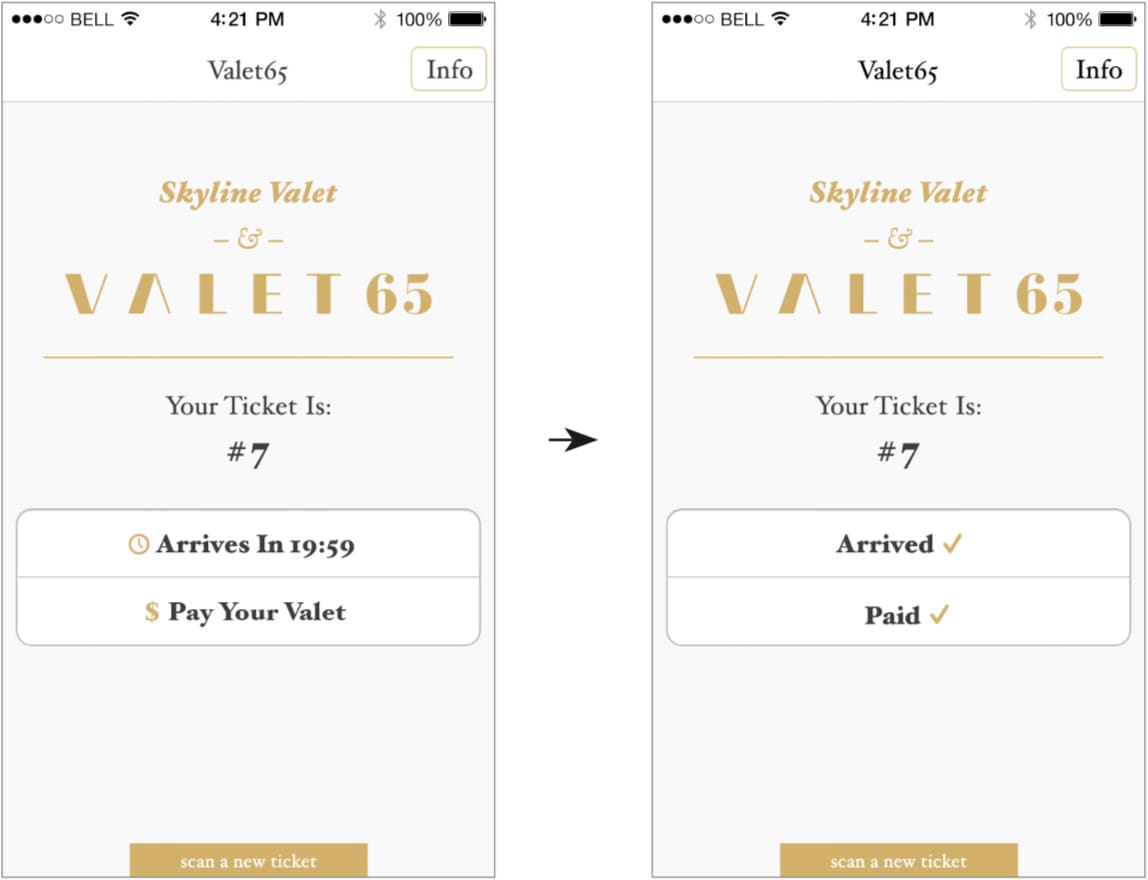 BELL 4:21 PM 100%
Valet65 Info
Skyline Valet
– & –
VALET 65
Your Ticket Is:
#7
Arrives In 19:59
$ Pay Your Valet
scan a new ticket
BELL 4:21 PM 100%
Valet65 Info
Skyline Valet
– & –
VALET 65
Your Ticket Is:
#7
Arrived ✓
Paid ✓
scan a new ticket